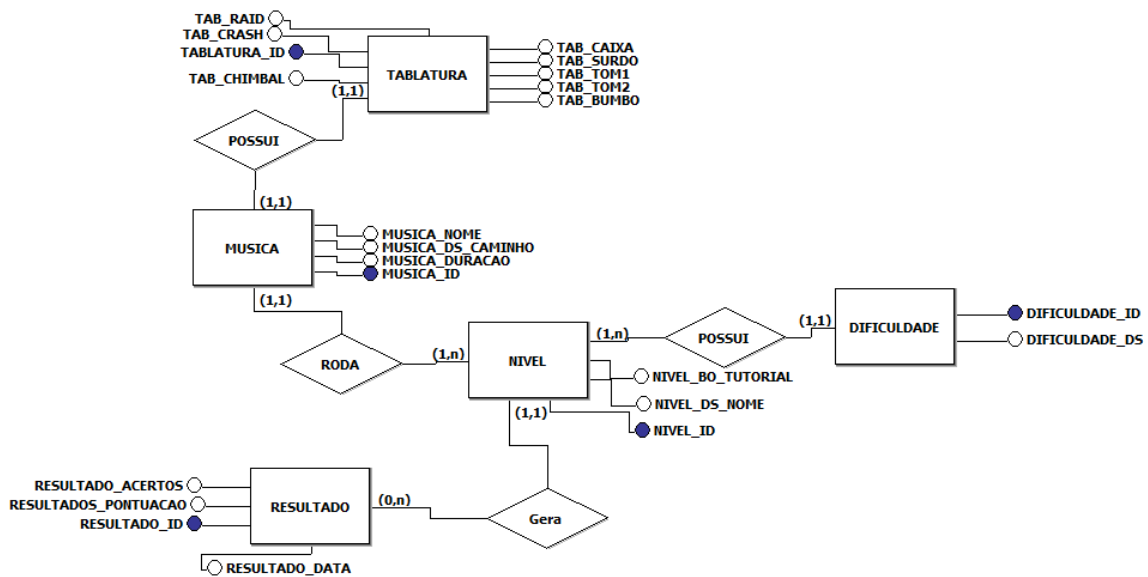 TAB_RAID
TAB_CRASH
TABLATURA_ID
TAB_CHIMBAL
(1,1)
TABLATURA
TAB_CAIXA
TAB_SURDO
TAB_TOM1
TAB_TOM2
TAB_BUMBO
POSSUI
(1,1)
MUSICA
MUSICA_NOME
MUSICA_DS_CAMINHO
MUSICA_DURACAO
MUSICA_ID
(1,1)
RODA
(1,n)
NIVEL
(1,n)
POSSUI
(1,1)
DIFICULDADE
DIFICULDADE_ID
DIFICULDADE_DS
NIVEL_BO_TUTORIAL
NIVEL_DS_NOME
NIVEL_ID
(1,1)
RESULTADO_ACERTOS
RESULTADOS_PONTUACAO
RESULTADO_ID
RESULTADO_DATA
RESULTADO
(0,n)
Gera